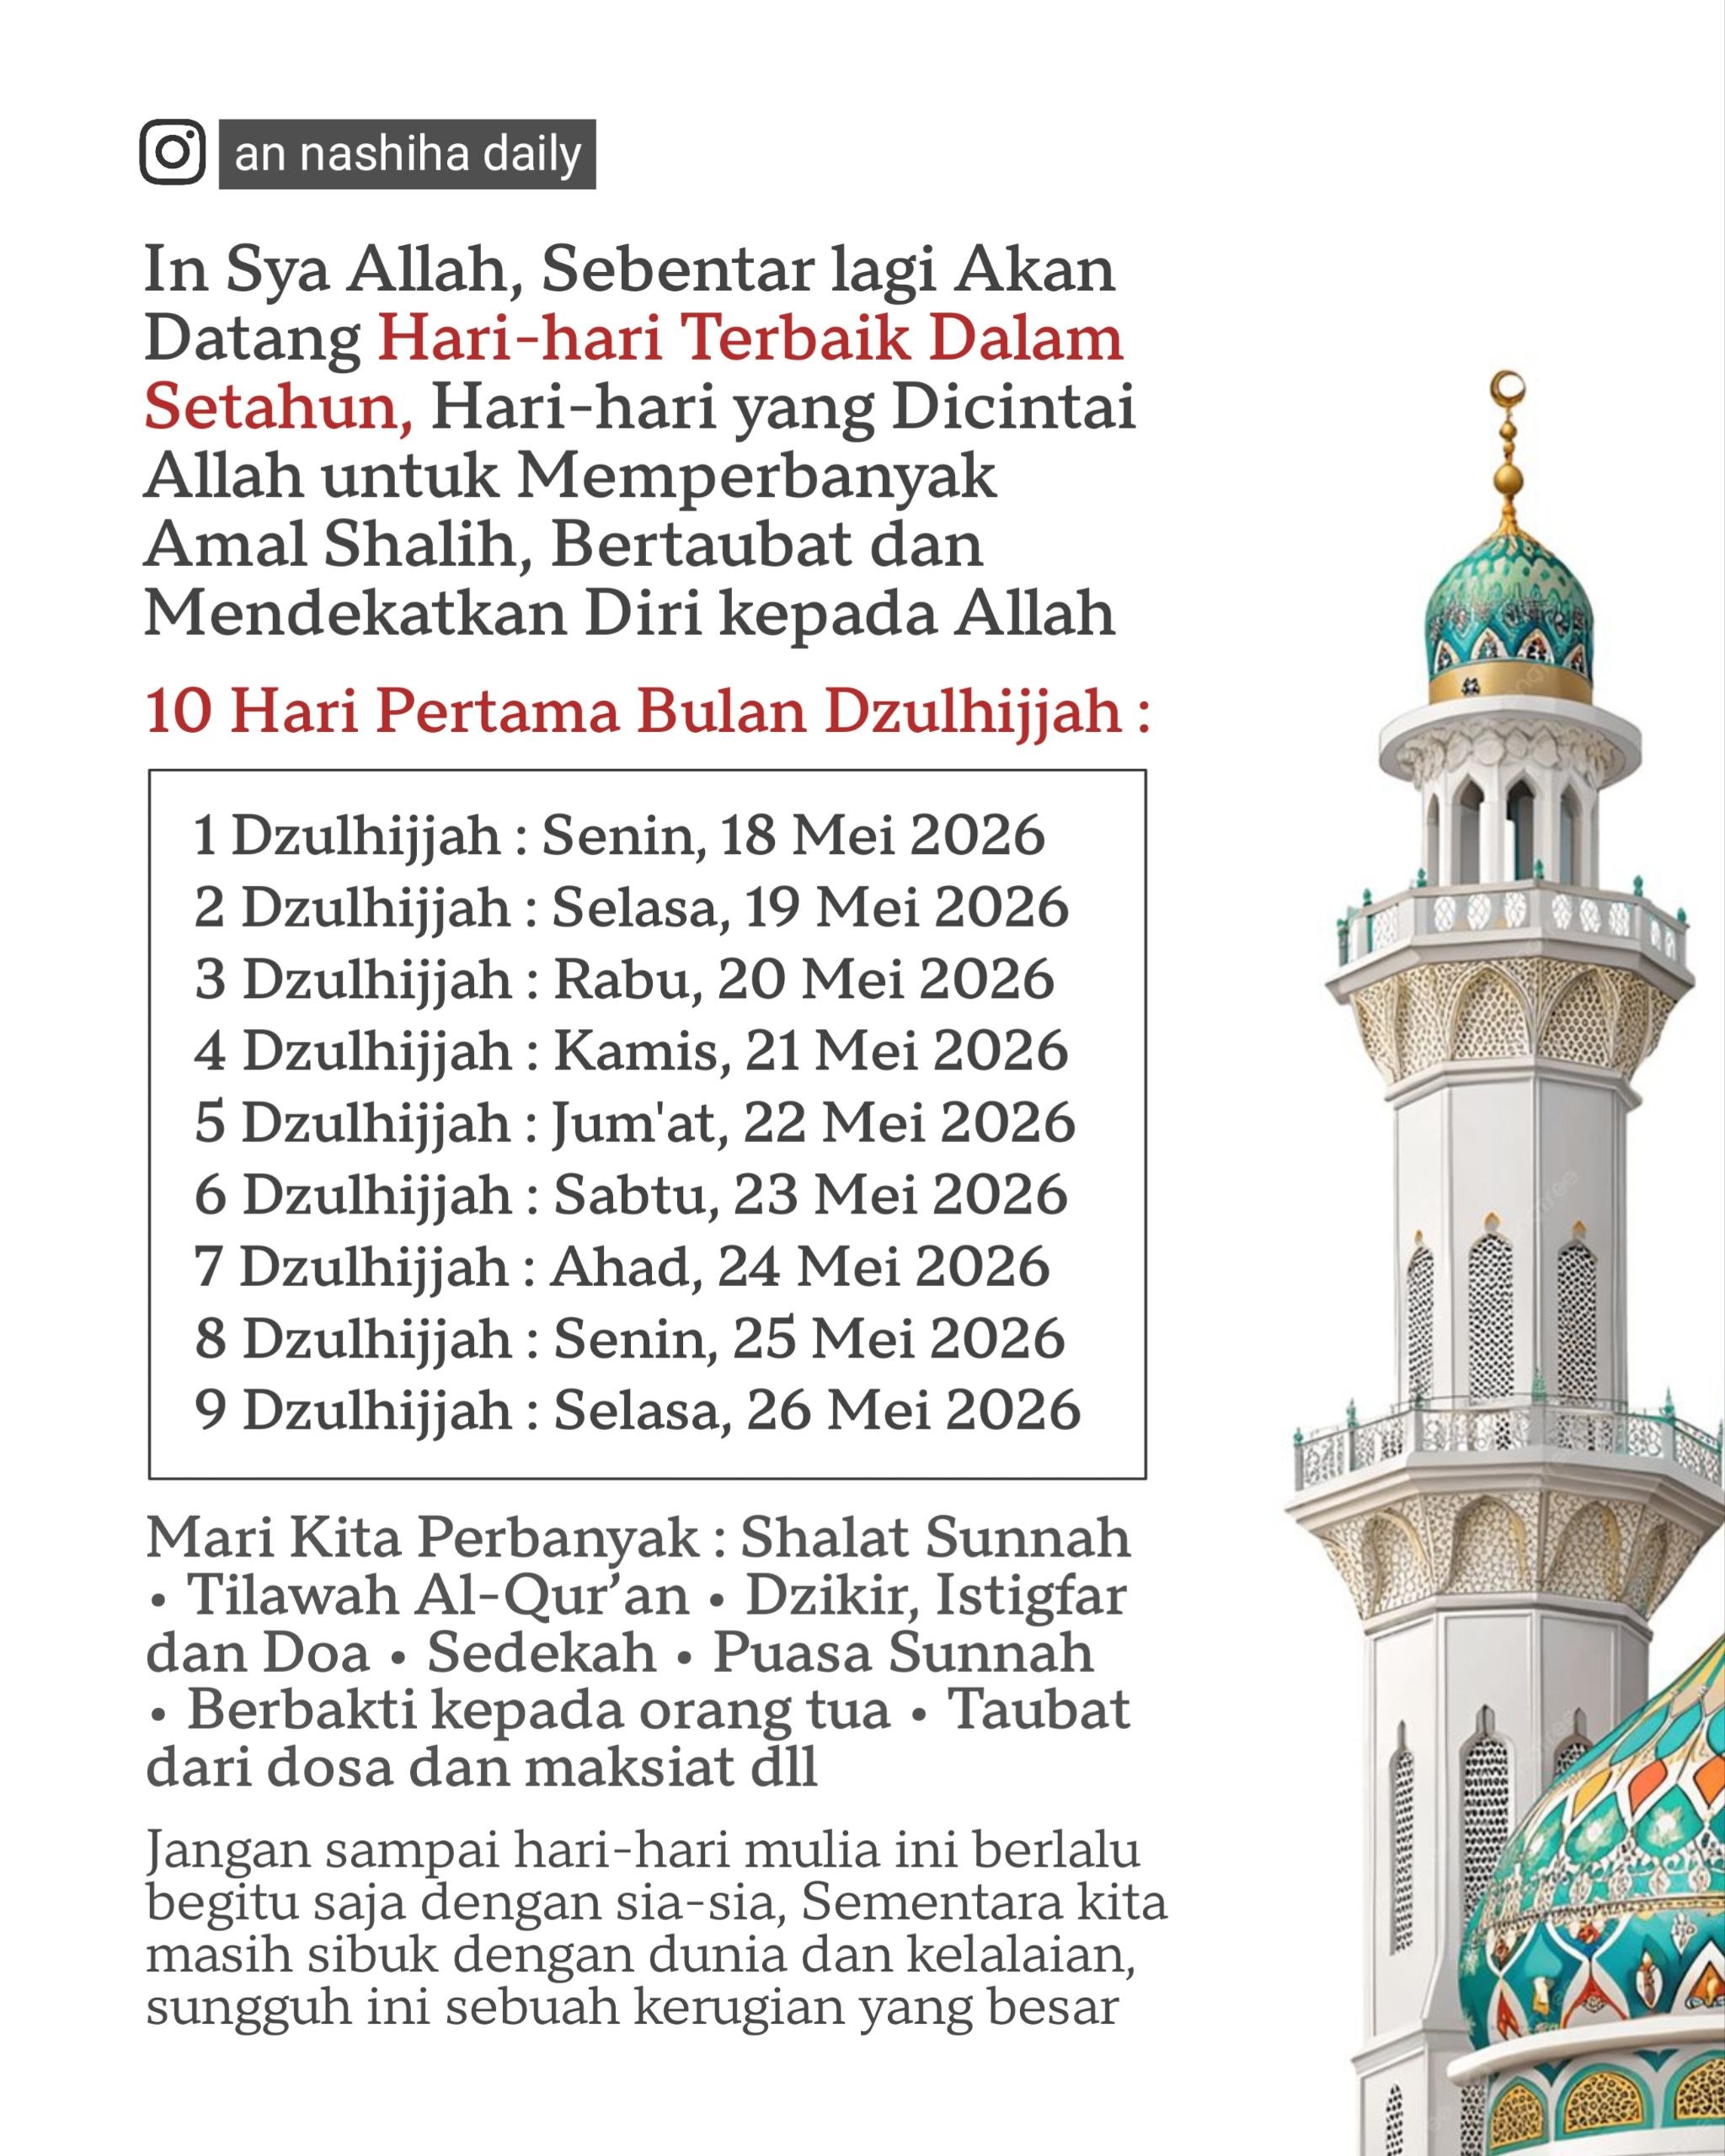 an nashiha daily
In Sya Allah, Sebentar lagi Akan
Datang Hari-hari Terbaik Dalam
Setahun, Hari-hari yang Dicintai
Allah untuk Memperbanyak
Amal Shalih, Bertaubat dan
Mendekatkan Diri kepada Allah
10 Hari Pertama Bulan Dzulhijjah :
1 Dzulhijjah : Senin, 18 Mei 2026
2 Dzulhijjah : Selasa, 19 Mei 2026
3 Dzulhijjah : Rabu, 20 Mei 2026
4 Dzulhijjah : Kamis, 21 Mei 2026
5 Dzulhijjah : Jum'at, 22 Mei 2026
6 Dzulhijjah : Sabtu, 23 Mei 2026
7 Dzulhijjah : Ahad, 24 Mei 2026
8 Dzulhijjah : Senin, 25 Mei 2026
9 Dzulhijjah : Selasa, 26 Mei 2026
Mari Kita Perbanyak : Shalat Sunnah
• Tilawah Al-Qur’an • Dzikir, Istigfar
dan Doa • Sedekah • Puasa Sunnah
• Berbakti kepada orang tua • Taubat
dari dosa dan maksiat dll
Jangan sampai hari-hari mulia ini berlalu
begitu saja dengan sia-sia, Sementara kita
masih sibuk dengan dunia dan kelalaian,
sungguh ini sebuah kerugian yang besar